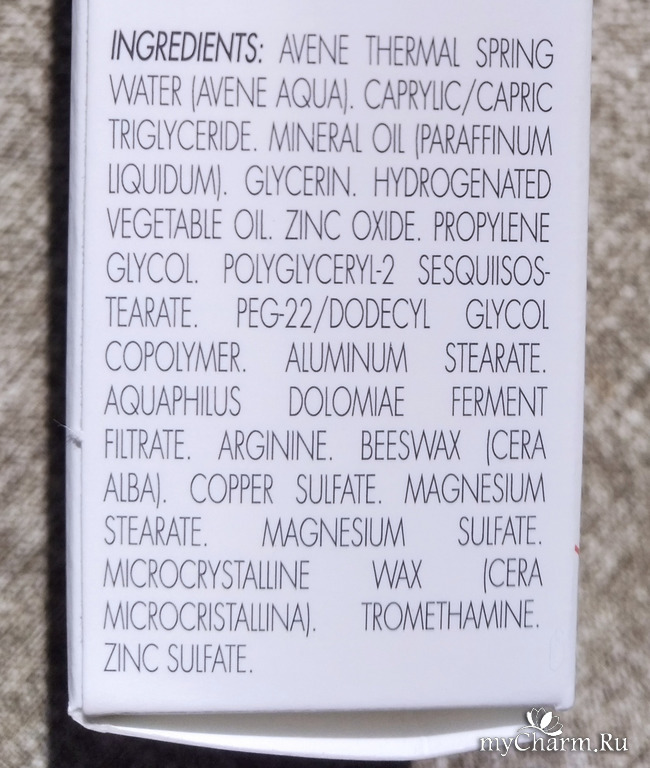 INGREDIENTS: AVENE THERMAL SPRING
WATER (AVENE AQUA). CAPRYLIC/CAPRIC
TRIGLYCERIDE. MINERAL OIL (PARAFFINUM
LIQUIDUM). GLYCERIN. HYDROGENATED
VEGETABLE OIL. ZINC OXIDE. PROPYLENE
GLYCOL. POLYGLYCERYL-2 SESQUIISOS-
TEARATE. PEG-22/DODECYL GLYCOL
COPOLYMER. ALUMINUM STEARATE.
AQUAPHILUS DOLOMIAE FERMENT
FILTRATE. ARGININE. BEESWAX (CERA
ALBA). COPPER SULFATE. MAGNESIUM
STEARATE. MAGNESIUM SULFATE.
MICROCRYSTALLINE WAX (CERA
MICROCRISTALLINA). TROMETHAMINE.
ZINC SULFATE.
myCharm.Ru